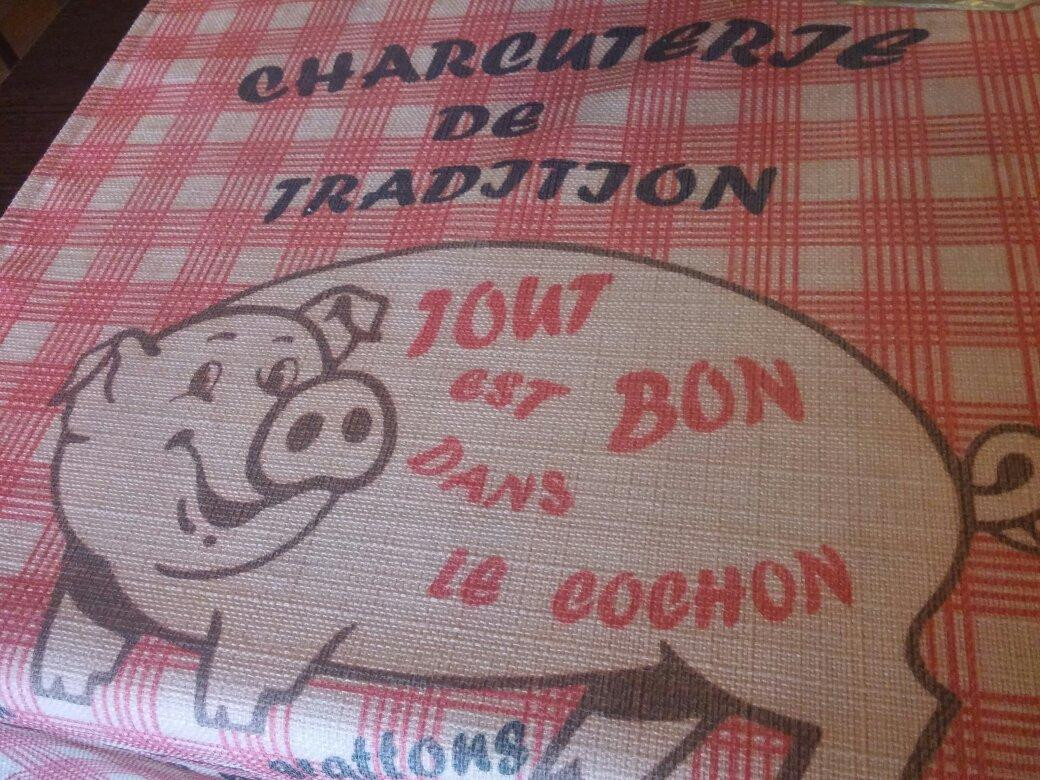 CHARCUTERIE
DE
TRADITION
TOUT
EST BON
DANS
LE COCHON